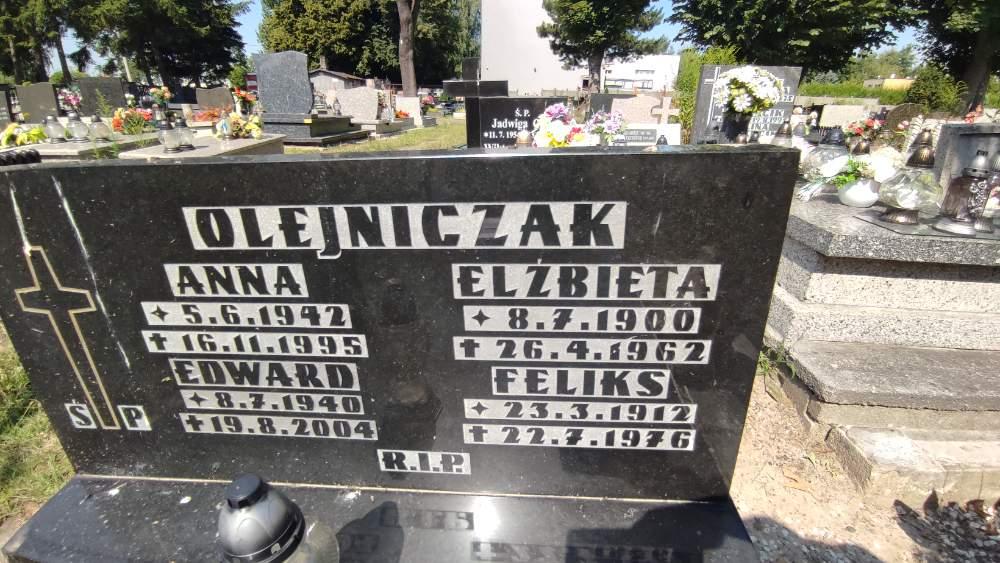 OLEJNICZAK
ANNA
✦ 5.6.1942
✝ 16.11.1995
EDWARD
✦ 8.7.1940
✝ 19.8.2004
ELŻBIETA
✦ 8.7.1900
✝ 26.4.1962
FELIKS
✦ 23.3.1912
✝ 22.7.1976
Ś P
R.I.P.
Ś.P.
Jadwiga